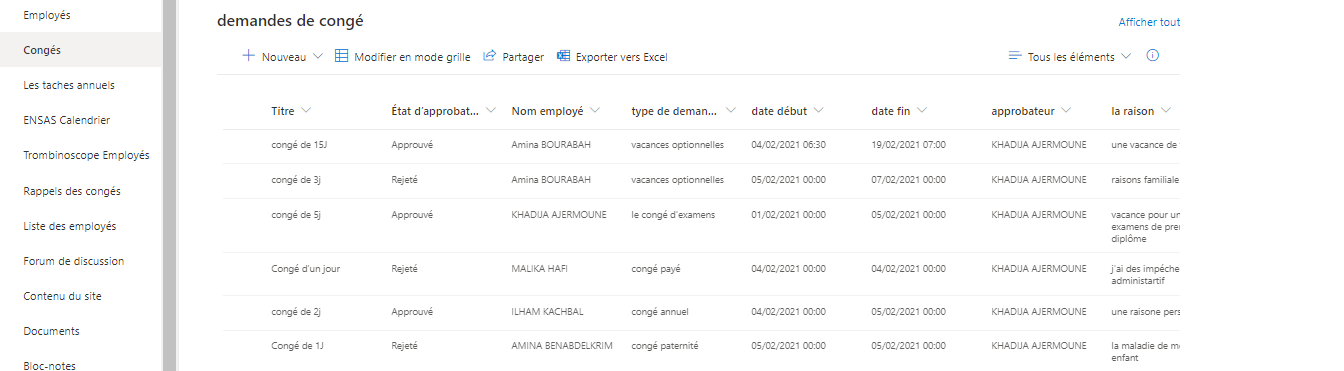 Employés
Congés
Les taches annuels
ENSAS Calendrier
Trombinoscope Employés
Rappels des congés
Liste des employés
Forum de discussion
Contenu du site
Documents
Bloc-notes
demandes de congé
Afficher tout
Nouveau Modifier en mode grille Partager Exporter vers Excel Tous les éléments
Titre État d'approbat... Nom employé type de deman... date début date fin approbateur la raison
congé de 15J Approuvé Amina BOURABAH vacances optionnelles 04/02/2021 06:30 19/02/2021 07:00 KHADIJA AJERMOUNE une vacance de
congé de 3j Rejeté Amina BOURABAH vacances optionnelles 05/02/2021 00:00 07/02/2021 00:00 KHADIJA AJERMOUNE raisons familiale
congé de 5j Approuvé KHADIJA AJERMOUNE le congé d'examens 01/02/2021 00:00 05/02/2021 00:00 KHADIJA AJERMOUNE vacance pour un
examens de pre
diplôme
Congé d'un jour Rejeté MALIKA HAFI congé payé 04/02/2021 00:00 04/02/2021 00:00 KHADIJA AJERMOUNE j'ai des impéche
administartif
congé de 2j Approuvé ILHAM KACHBAL congé annuel 04/02/2021 00:00 05/02/2021 00:00 KHADIJA AJERMOUNE une raisone pers
Congé de 1J Rejeté AMINA BENABDELKRIM congé paternité 05/02/2021 00:00 05/02/2021 00:00 KHADIJA AJERMOUNE la maladie de m
enfant